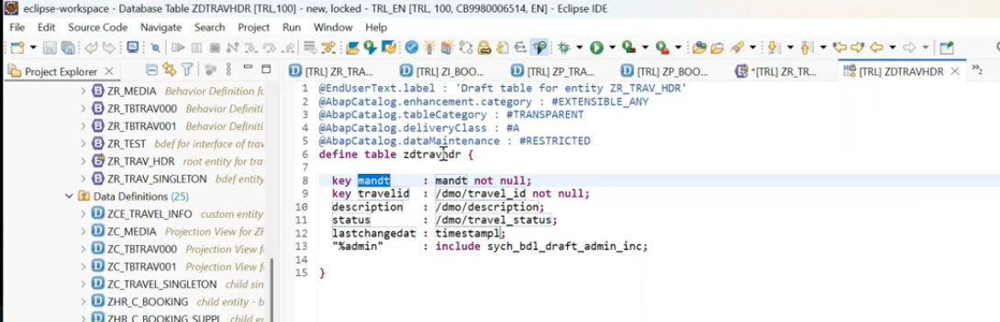 eclipse-workspace - Database Table ZDTRAVHDR [TRL,100] - new, locked - TRL_EN [TRL, 100, CB9980006514, EN] - Eclipse IDE
File Edit Source Code Navigate Search Project Run Window Help
Project Explorer
[TRL] ZR_TRA... [TRL] ZI_BOO... [TRL] ZP_TRA... [TRL] ZP_BOO... *[TRL] ZR_TR... [TRL] ZDTRAVHDR »2
ZR_MEDIA Behavior Definition fo
ZR_TBTRAV000 Behavior Definiti
ZR_TBTRAV001 Behavior Definiti
ZR_TEST bdef for interface of trav
ZR_TRAV_HDR root entity for tra
ZR_TRAV_SINGLETON bdef entity
Data Definitions (25)
ZCE_TRAVEL_INFO custom entity
ZC_MEDIA Projection View for ZR
ZC_TBTRAV000 Projection View f
ZC_TBTRAV001 Projection View f
ZC_TRAVEL_SINGLETON child sin
ZHR_C_BOOKING child entity - b
ZHR_C_BOOKING_SUPPL child e
1 @EndUserText.label : 'Draft table for entity ZR_TRAV_HDR'
2 @AbapCatalog.enhancement.category : #EXTENSIBLE_ANY
3 @AbapCatalog.tableCategory : #TRANSPARENT
4 @AbapCatalog.deliveryClass : #A
5 @AbapCatalog.dataMaintenance : #RESTRICTED
6 define table zdtravhdr {
7
8 key mandt : mandt not null;
9 key travelid : /dmo/travel_id not null;
10 description : /dmo/description;
11 status : /dmo/travel_status;
12 lastchangedat : timestampl;
13 "%admin" : include sych_bdl_draft_admin_inc;
14
15 }